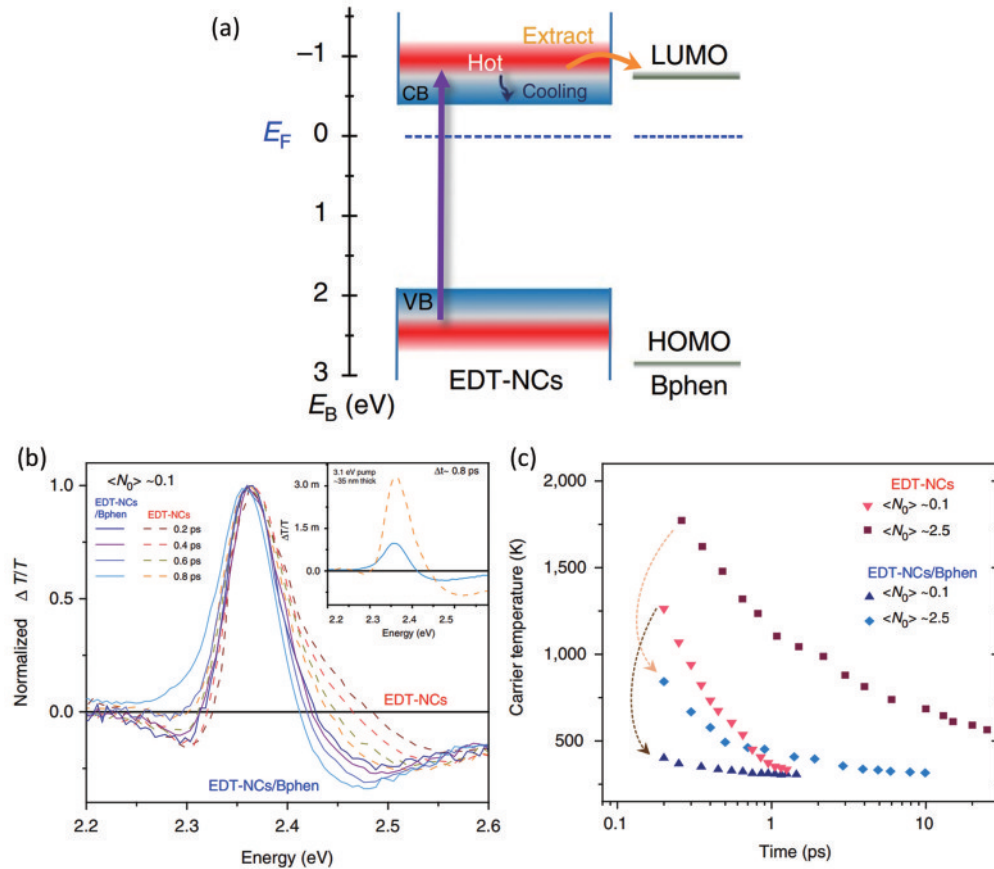 (a)
−1
0
1
2
3
E_F
E_B (eV)
Extract
Hot
Cooling
CB
VB
EDT-NCs
LUMO
HOMO
Bphen
(b)
<N₀> ~0.1
EDT-NCs
/Bphen
EDT-NCs
0.2 ps
0.4 ps
0.6 ps
0.8 ps
3.1 eV pump
~35 nm thick
Δt~ 0.8 ps
3.0 m
1.5 m
0.0
ΔT/T
2.2 2.3 2.4 2.5
Energy (eV)
EDT-NCs
EDT-NCs/Bphen
1.0
0.5
0.0
Normalized Δ T/T
2.2 2.3 2.4 2.5 2.6
Energy (eV)
(c)
2,000
1,500
1,000
500
Carrier temperature (K)
EDT-NCs
<N₀> ~0.1
<N₀> ~2.5
EDT-NCs/Bphen
<N₀> ~0.1
<N₀> ~2.5
0.1 1 10
Time (ps)